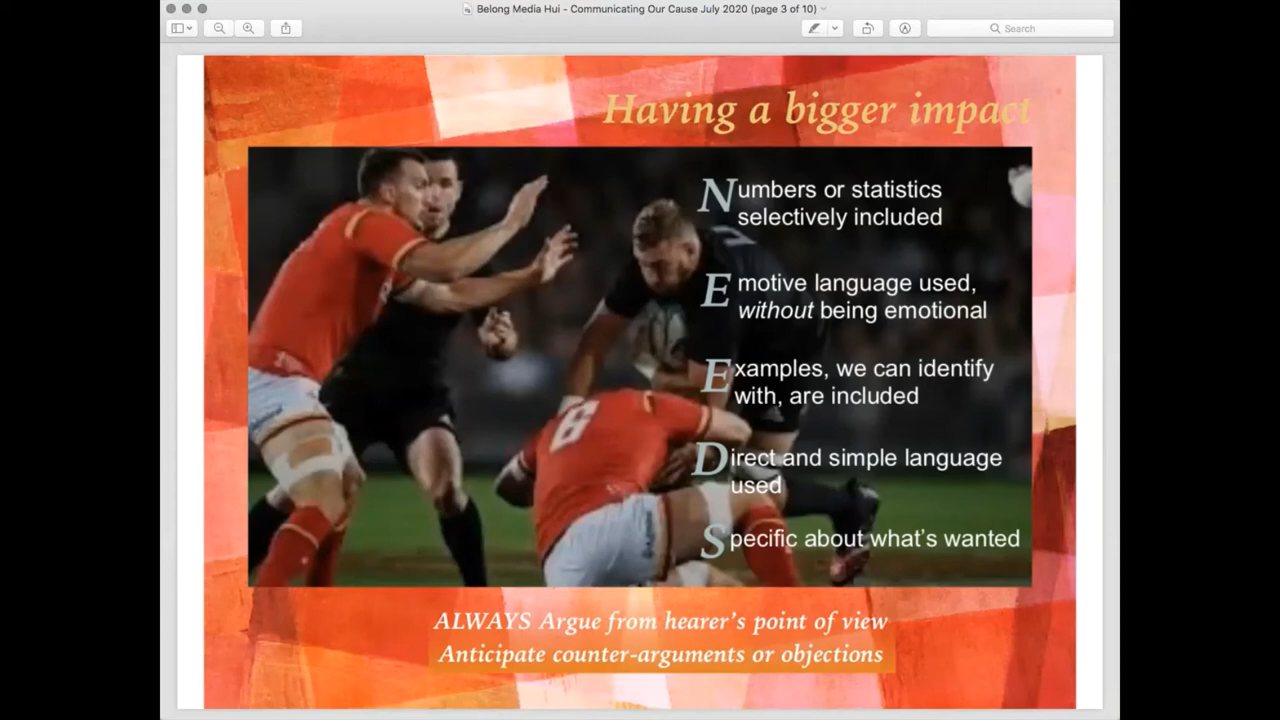 Belong Media Hui - Communicating Our Cause July 2020 (page 3 of 10)
Search
Having a bigger impact
Numbers or statistics
selectively included
Emotive language used,
without being emotional
Examples, we can identify
with, are included
Direct and simple language
used
Specific about what's wanted
6
ALWAYS Argue from hearer's point of view
Anticipate counter-arguments or objections